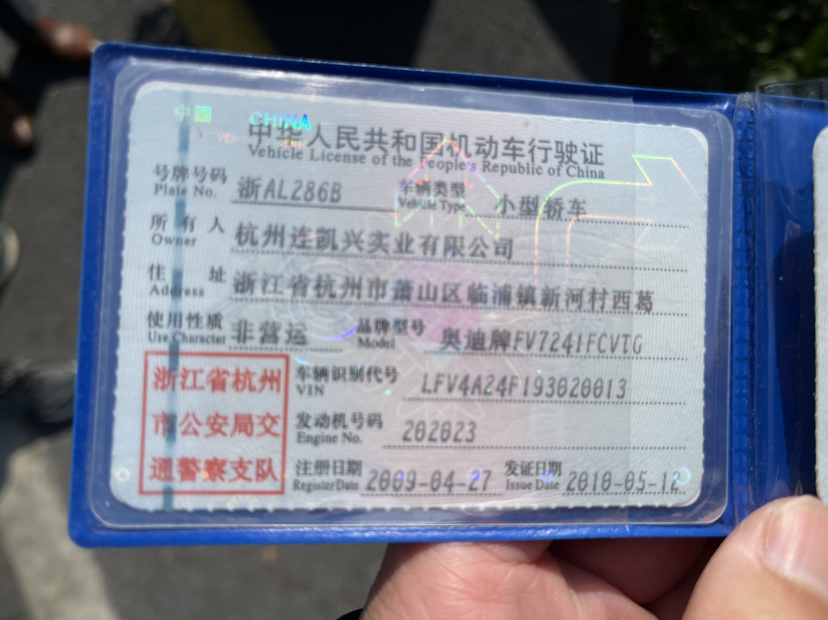 中国 CHINA
中华人民共和国机动车行驶证
Vehicle License of the People's Republic of China
号牌号码 浙AL286B 车辆类型 小型轿车
Plate No. Vehicle Type
所有人 杭州连凯兴实业有限公司
Owner
住址 浙江省杭州市萧山区临浦镇新河村西葛
Address
使用性质 非营运 品牌型号 奥迪牌FV7241FCVTG
Use Character Model
浙江省杭州
市公安局交
通警察支队
车辆识别代号 LFV4A24F193020013
VIN
发动机号码 202023
Engine No.
注册日期 2009-04-27 发证日期 2010-05-12
Register Date Issue Date